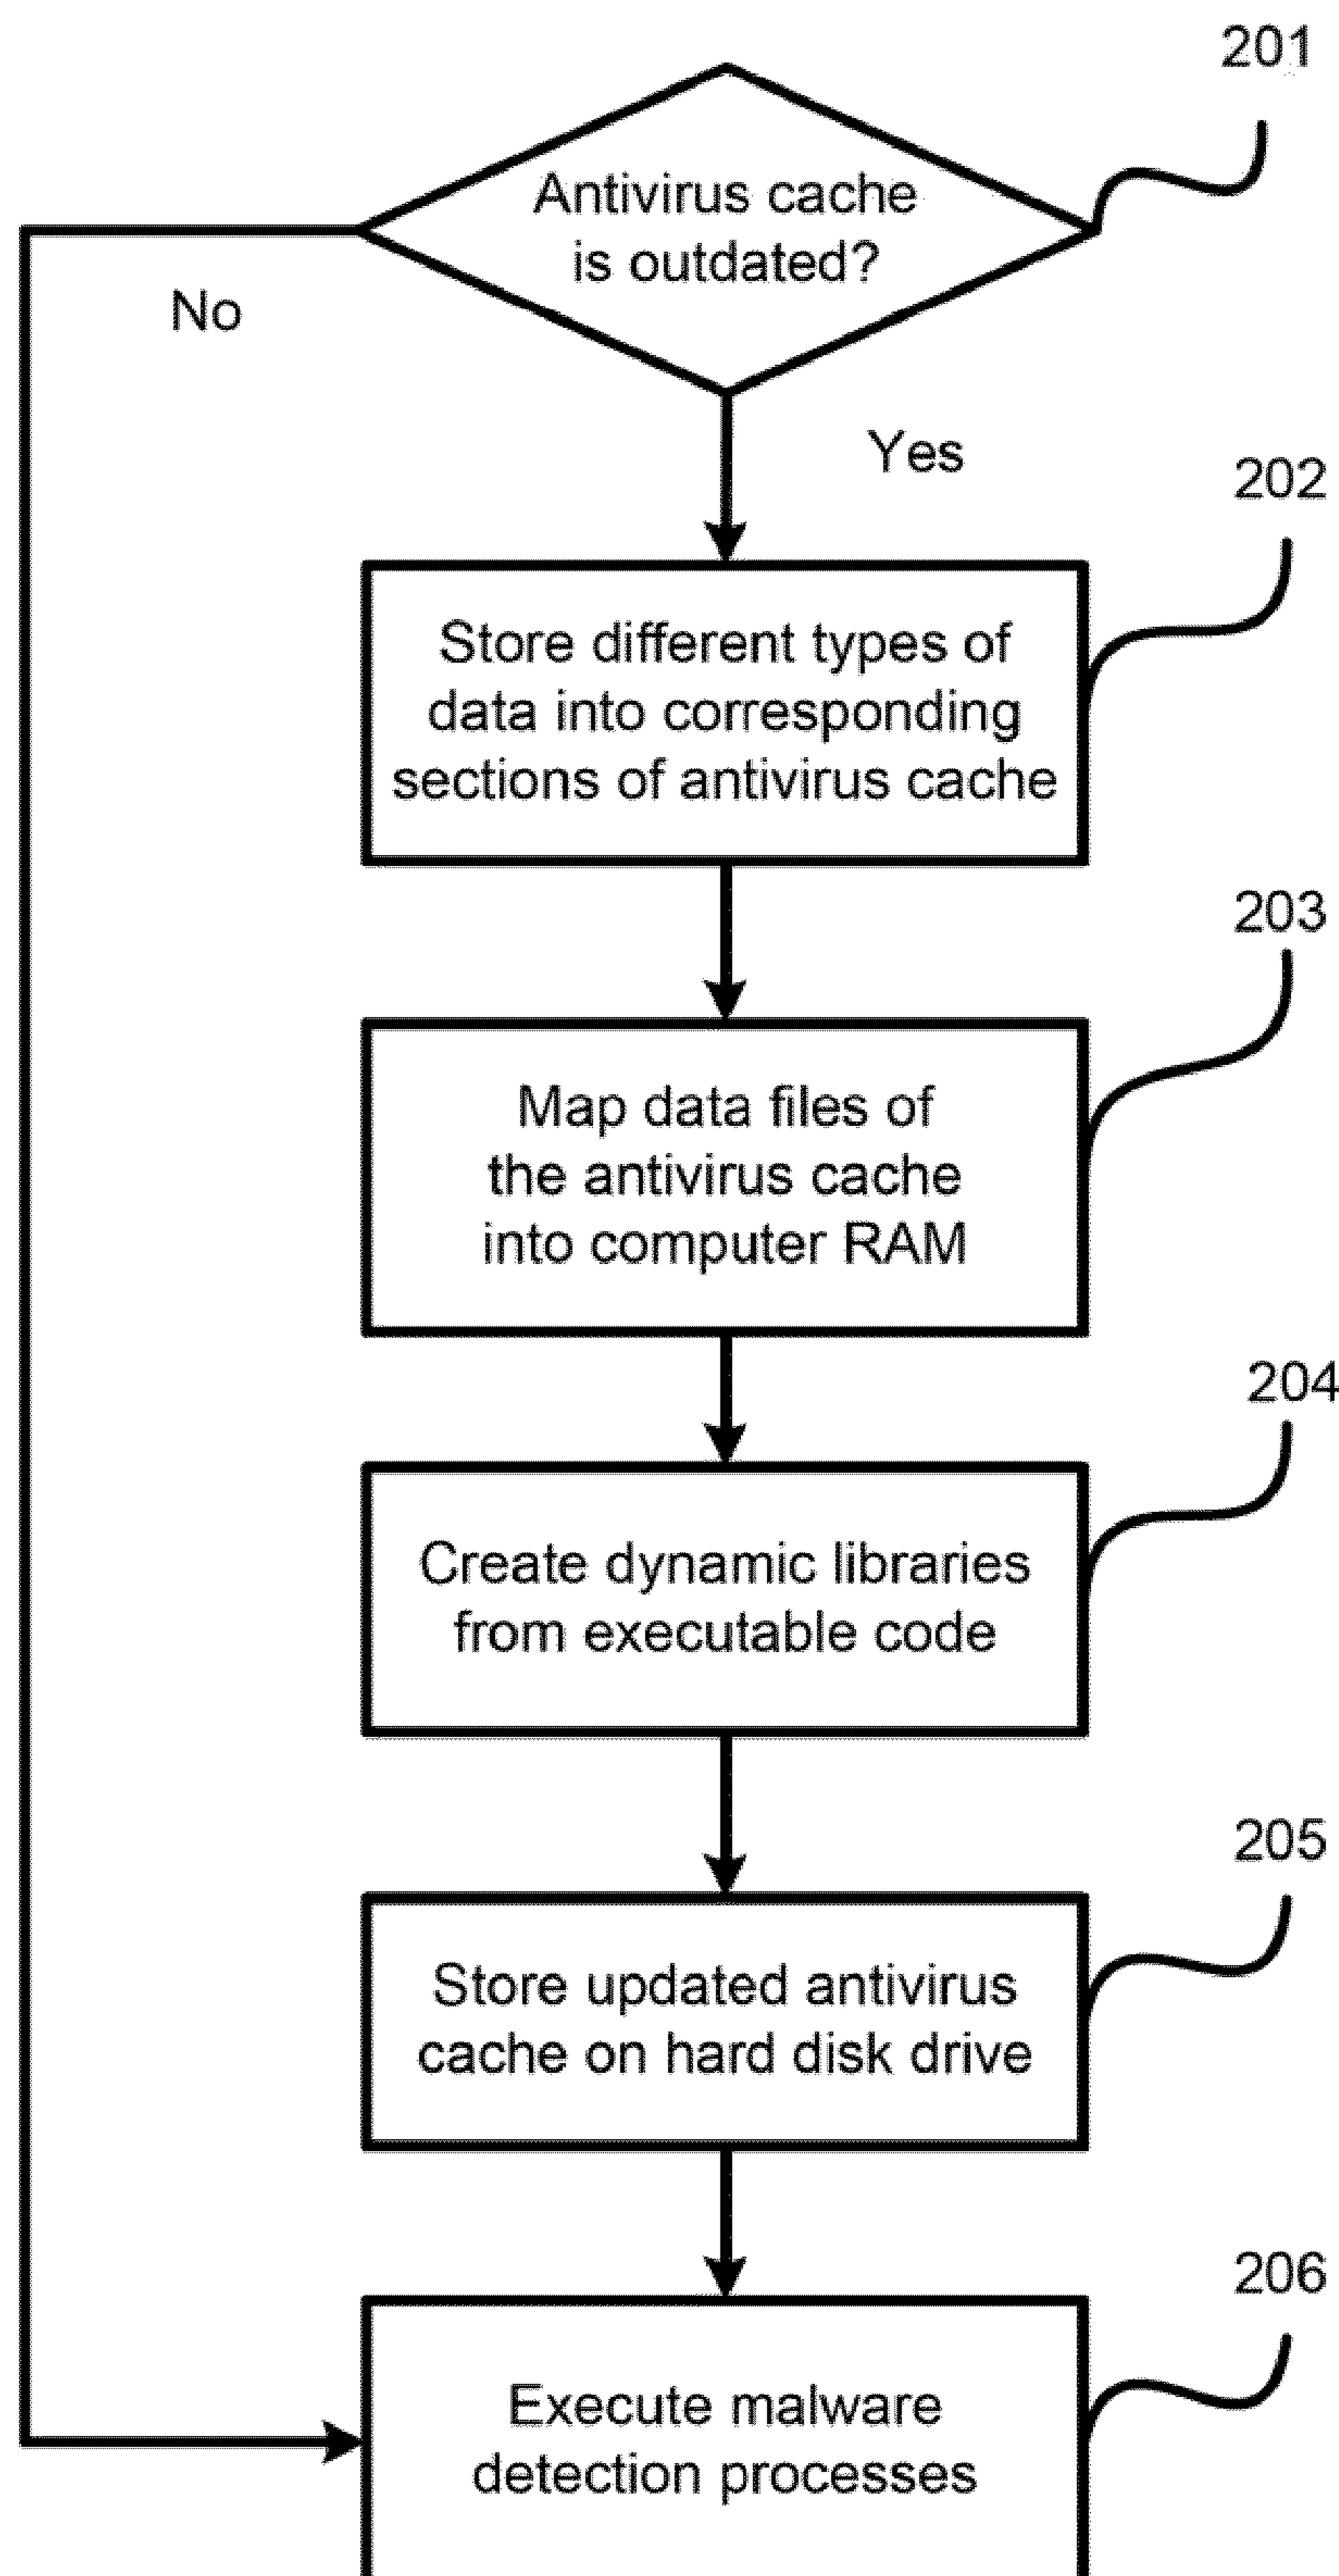 201
Antivirus cache
is outdated?
No
Yes
202
Store different types of
data into corresponding
sections of antivirus cache
203
Map data files of
the antivirus cache
into computer RAM
204
Create dynamic libraries
from executable code
205
Store updated antivirus
cache on hard disk drive
206
Execute malware
detection processes